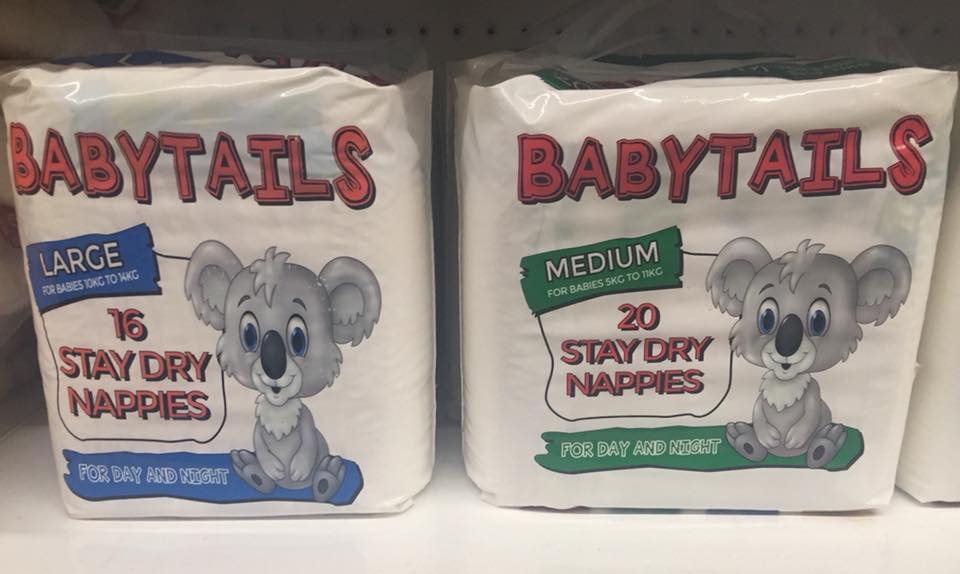 BABYTAILS
LARGE
FOR BABIES 10KG TO 14KG
16
STAY DRY
NAPPIES
FOR DAY AND NIGHT
BABYTAILS
MEDIUM
FOR BABIES 5KG TO 11KG
20
STAY DRY
NAPPIES
FOR DAY AND NIGHT